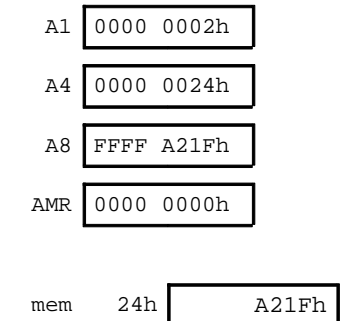 A1 0000 0002h
A4 0000 0024h
A8 FFFF A21Fh
AMR 0000 0000h
mem 24h A21Fh